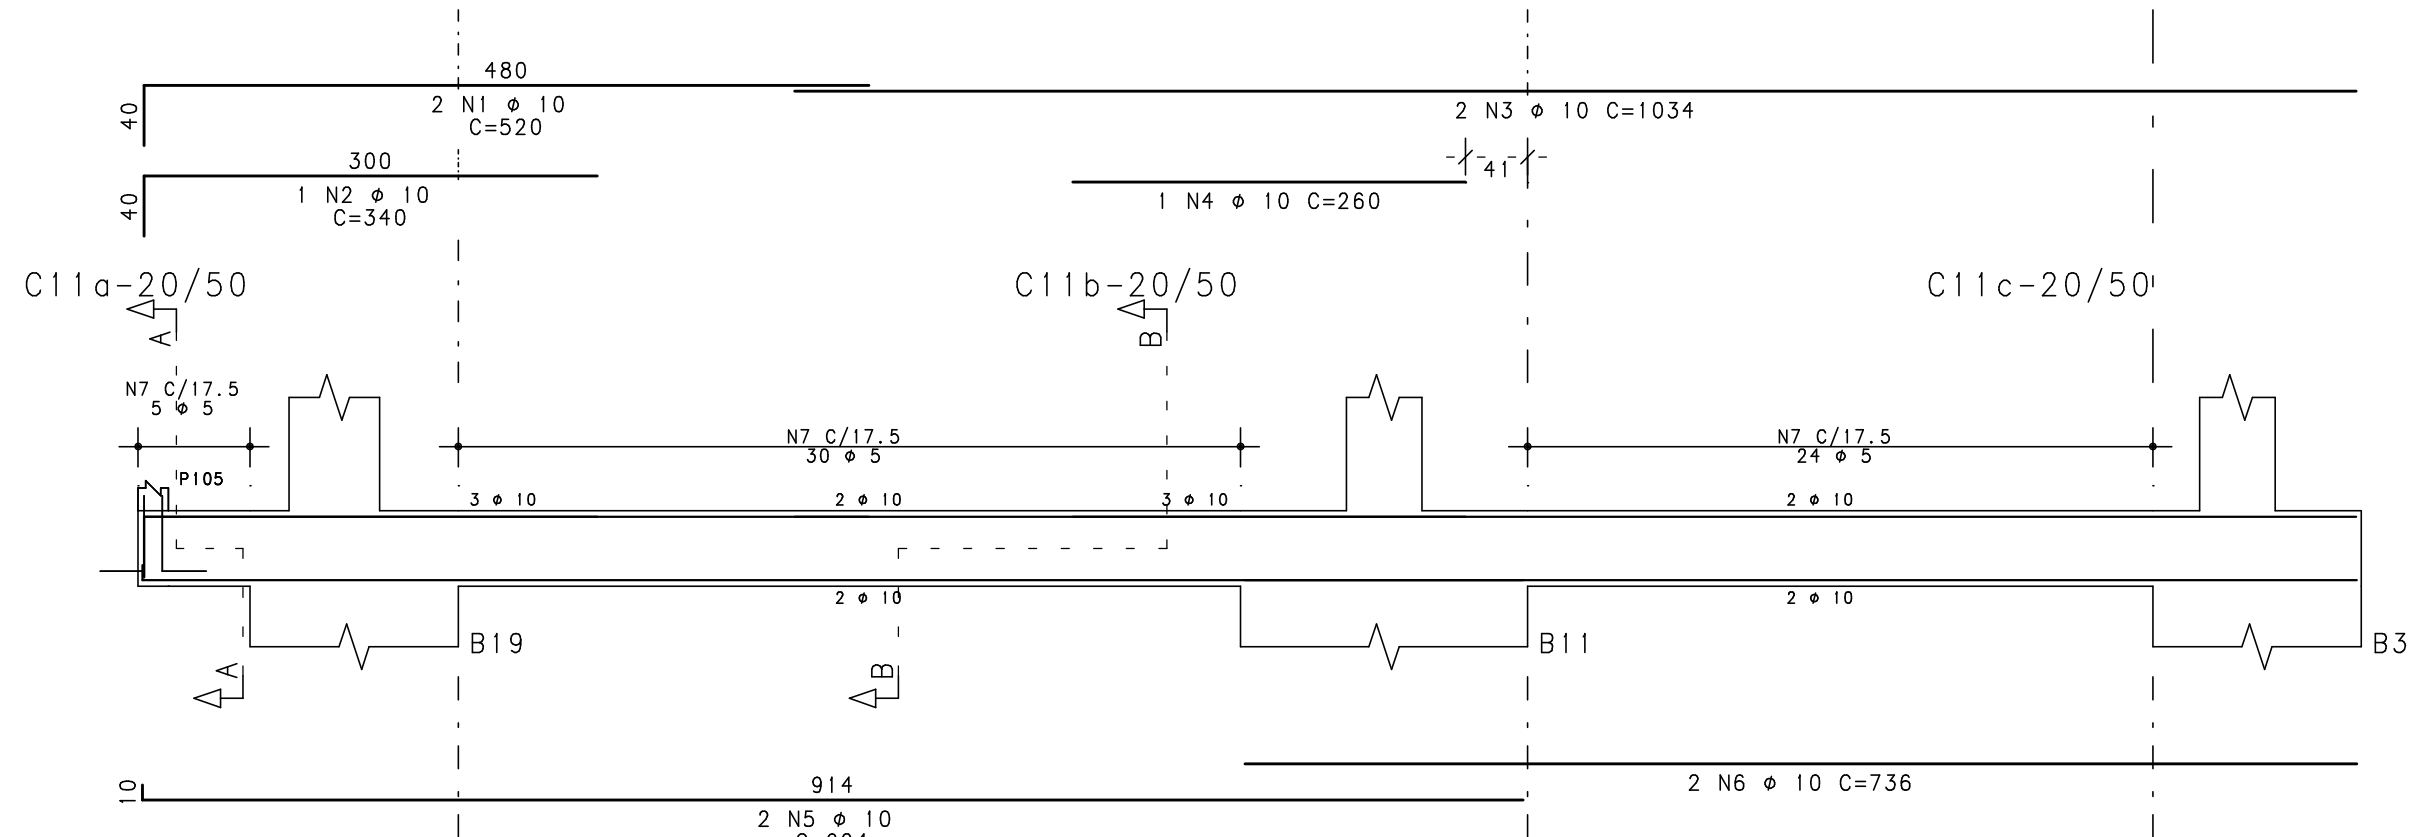 480
2 N1 ø 10
C=520
40
2 N3 ø 10 C=1034
300
1 N2 ø 10
C=340
40
41
1 N4 ø 10 C=260
C11a-20/50
C11b-20/50
C11c-20/50
A
B
N7 C/17.5
5 ø 5
N7 C/17.5
30 ø 5
N7 C/17.5
24 ø 5
P105
3 ø 10
2 ø 10
3 ø 10
2 ø 10
2 ø 10
2 ø 10
B19
B11
B3
A
B
10
914
2 N6 ø 10 C=736
2 N5 ø 10